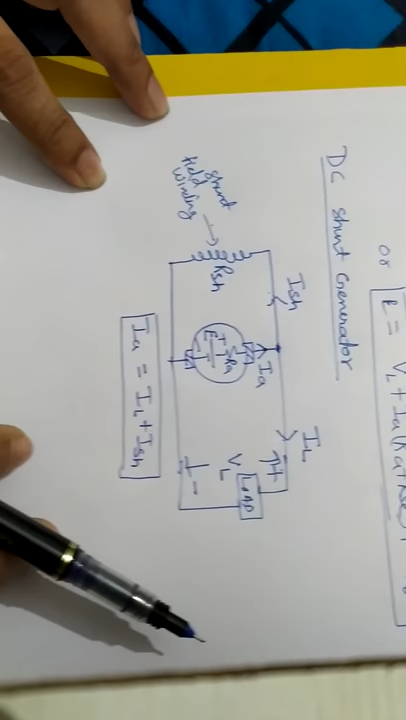 or
E = VL + Ia(Ra+Rse)
DC Shunt Generator
Ish
IL
Shunt
field
winding
Rsh
Ia
E
Ra
+
VL
LOAD
-
Ia = IL + Ish